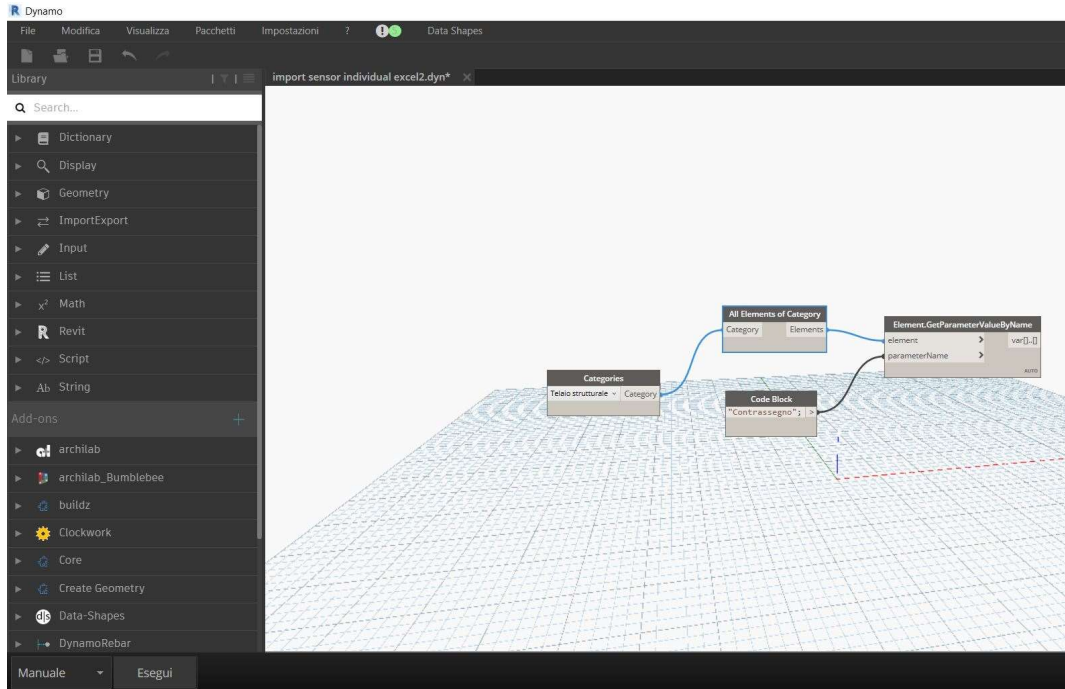 Dynamo
File Modifica Visualizza Pacchetti Impostazioni ? Data Shapes
Library
import sensor individual excel2.dyn*
Search...
Dictionary
Display
Geometry
ImportExport
Input
List
Math
Revit
Script
String
Add-ons
archilab
archilab_Bumblebee
buildz
Clockwork
Core
Create Geometry
Data-Shapes
DynamoRebar
Categories
Telaio strutturale Category
All Elements of Category
Category Elements
Code Block
"Contrassegno"; >
Element.GetParameterValueByName
element > var[]..[]
parameterName >
AUTO
Manuale Esegui